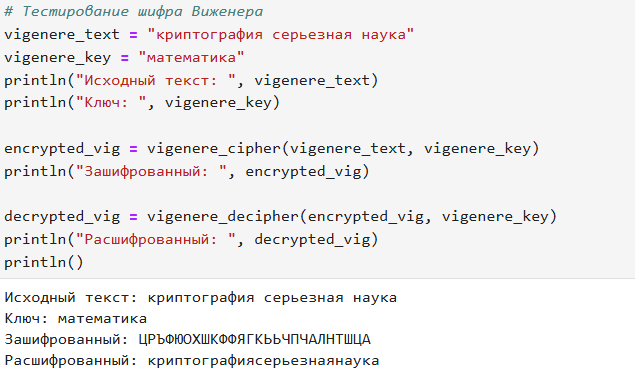 # Тестирование шифра Виженера
vigenere_text = "криптография серьезная наука"
vigenere_key = "математика"
println("Исходный текст: ", vigenere_text)
println("Ключ: ", vigenere_key)
encrypted_vig = vigenere_cipher(vigenere_text, vigenere_key)
println("Зашифрованный: ", encrypted_vig)
decrypted_vig = vigenere_decipher(encrypted_vig, vigenere_key)
println("Расшифрованный: ", decrypted_vig)
println()
Исходный текст: криптография серьезная наука
Ключ: математика
Зашифрованный: ЦРЪФЮОХШКФФЯГКЬЬЧПЧАЛНТШЦА
Расшифрованный: криптографиясерьезнаянаука